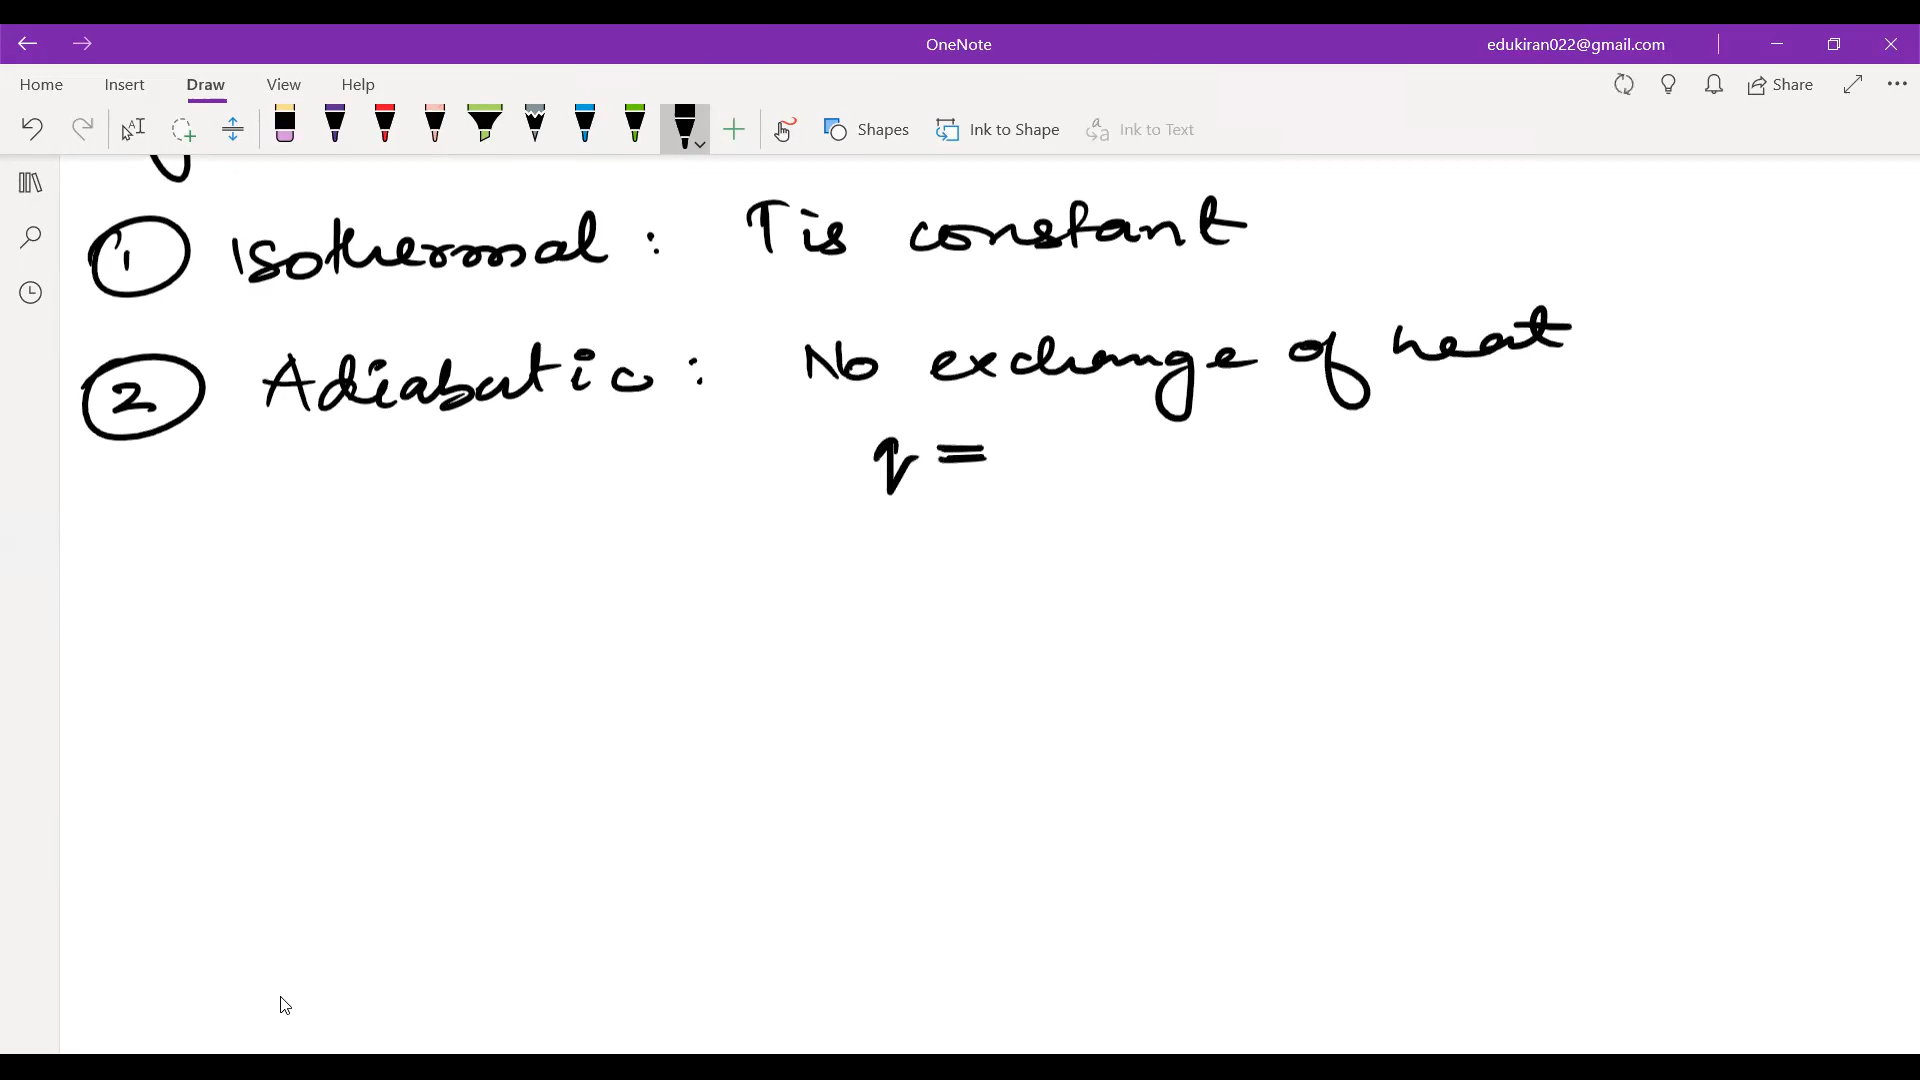 OneNote
edukiran022@gmail.com
Home Insert Draw View Help
Share
Shapes Ink to Shape Ink to Text
① Isothermal : T is constant
② Adiabatic : No exchange of heat
q =